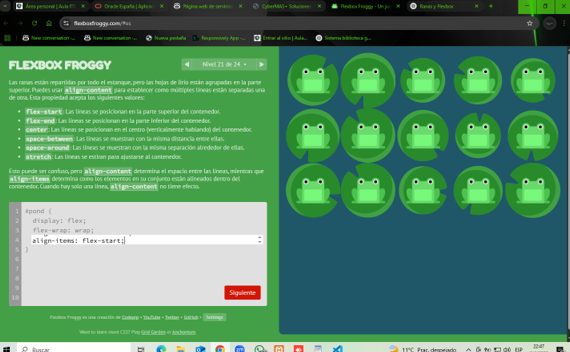 Área personal | Aula El
Oracle España | Aplicac
Página web de servicio
CyberMAX • Solucione
Flexbox Froggy - Un ju
Ranas y Peixbox
flexboxfroggy.com/#es
New conversation - ...
New conversation - ...
Nueva pestaña
Responsively App - ...
Entrar al sitio | Aula...
Sistema biblioteca g...
FLEXBOX FROGGY
Nivel 21 de 24
Las ranas están repartidas por todo el estanque, pero las hojas de lirio están agrupadas en la parte
superior. Puedes usar align-content para establecer como múltiples líneas están separadas una
de otra. Esta propiedad acepta los siguientes valores:
• flex-start: Las líneas se posicionan en la parte superior del contenedor.
• flex-end: Las líneas se posicionan en la parte inferior del contenedor.
• center: Las líneas se posicionan en el centro (verticalmente hablando) del contenedor.
• space-between: Las líneas se muestran con la misma distancia entre ellas.
• space-around: Las líneas se muestran con la misma separación alrededor de ellas.
• stretch: Las líneas se estiran para ajustarse al contenedor.
Esto puede ser confuso, pero align-content determina el espacio entre las líneas, mientras que
align-items determina como los elementos en su conjunto están alineados dentro del
contenedor. Cuando hay solo una línea, align-content no tiene efecto.
1 #pond {
2 display: flex;
3 flex-wrap: wrap;
4 align-items: flex-start;
5 }
6
7
8
9
10
Siguiente
Flexbox Froggy es una creación de Codepip • YouTube • Twitter • GitHub • Settings
Want to learn more CSS? Play Grid Garden or Anchoreum
Buscar
11°C Prac. despejado
ESP
22:47